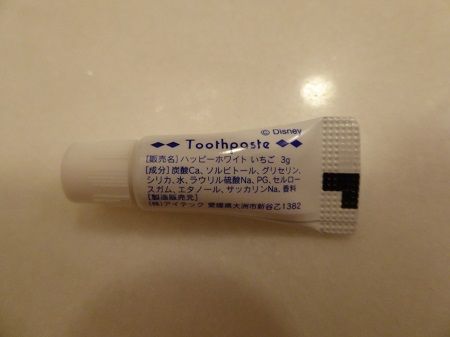 © Disney
Toothpaste
[販売名]ハッピーホワイト いちご 3g
[成分]炭酸Ca、ソルビトール、グリセリン、
シリカ、水、ラウリル硫酸Na、PG、セルロー
スガム、エタノール、サッカリンNa、香料
[製造販売元]
(株)アイテック 愛媛県大洲市新谷乙1382